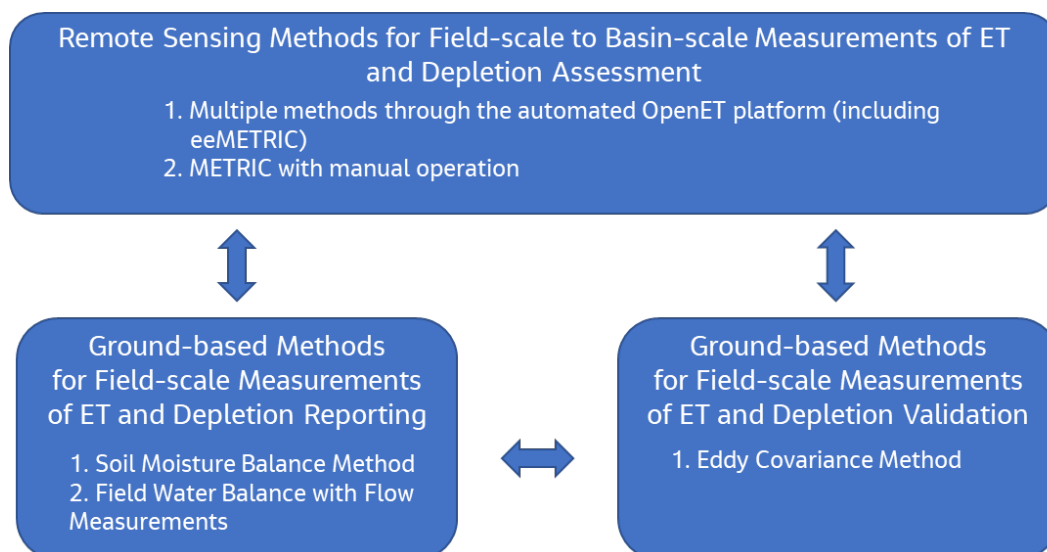 Remote Sensing Methods for Field-scale to Basin-scale Measurements of ET
and Depletion Assessment
1. Multiple methods through the automated OpenET platform (including
eeMETRIC)
2. METRIC with manual operation
Ground-based Methods
for Field-scale Measurements
of ET and Depletion Reporting
1. Soil Moisture Balance Method
2. Field Water Balance with Flow
Measurements
Ground-based Methods
for Field-scale Measurements
of ET and Depletion Validation
1. Eddy Covariance Method